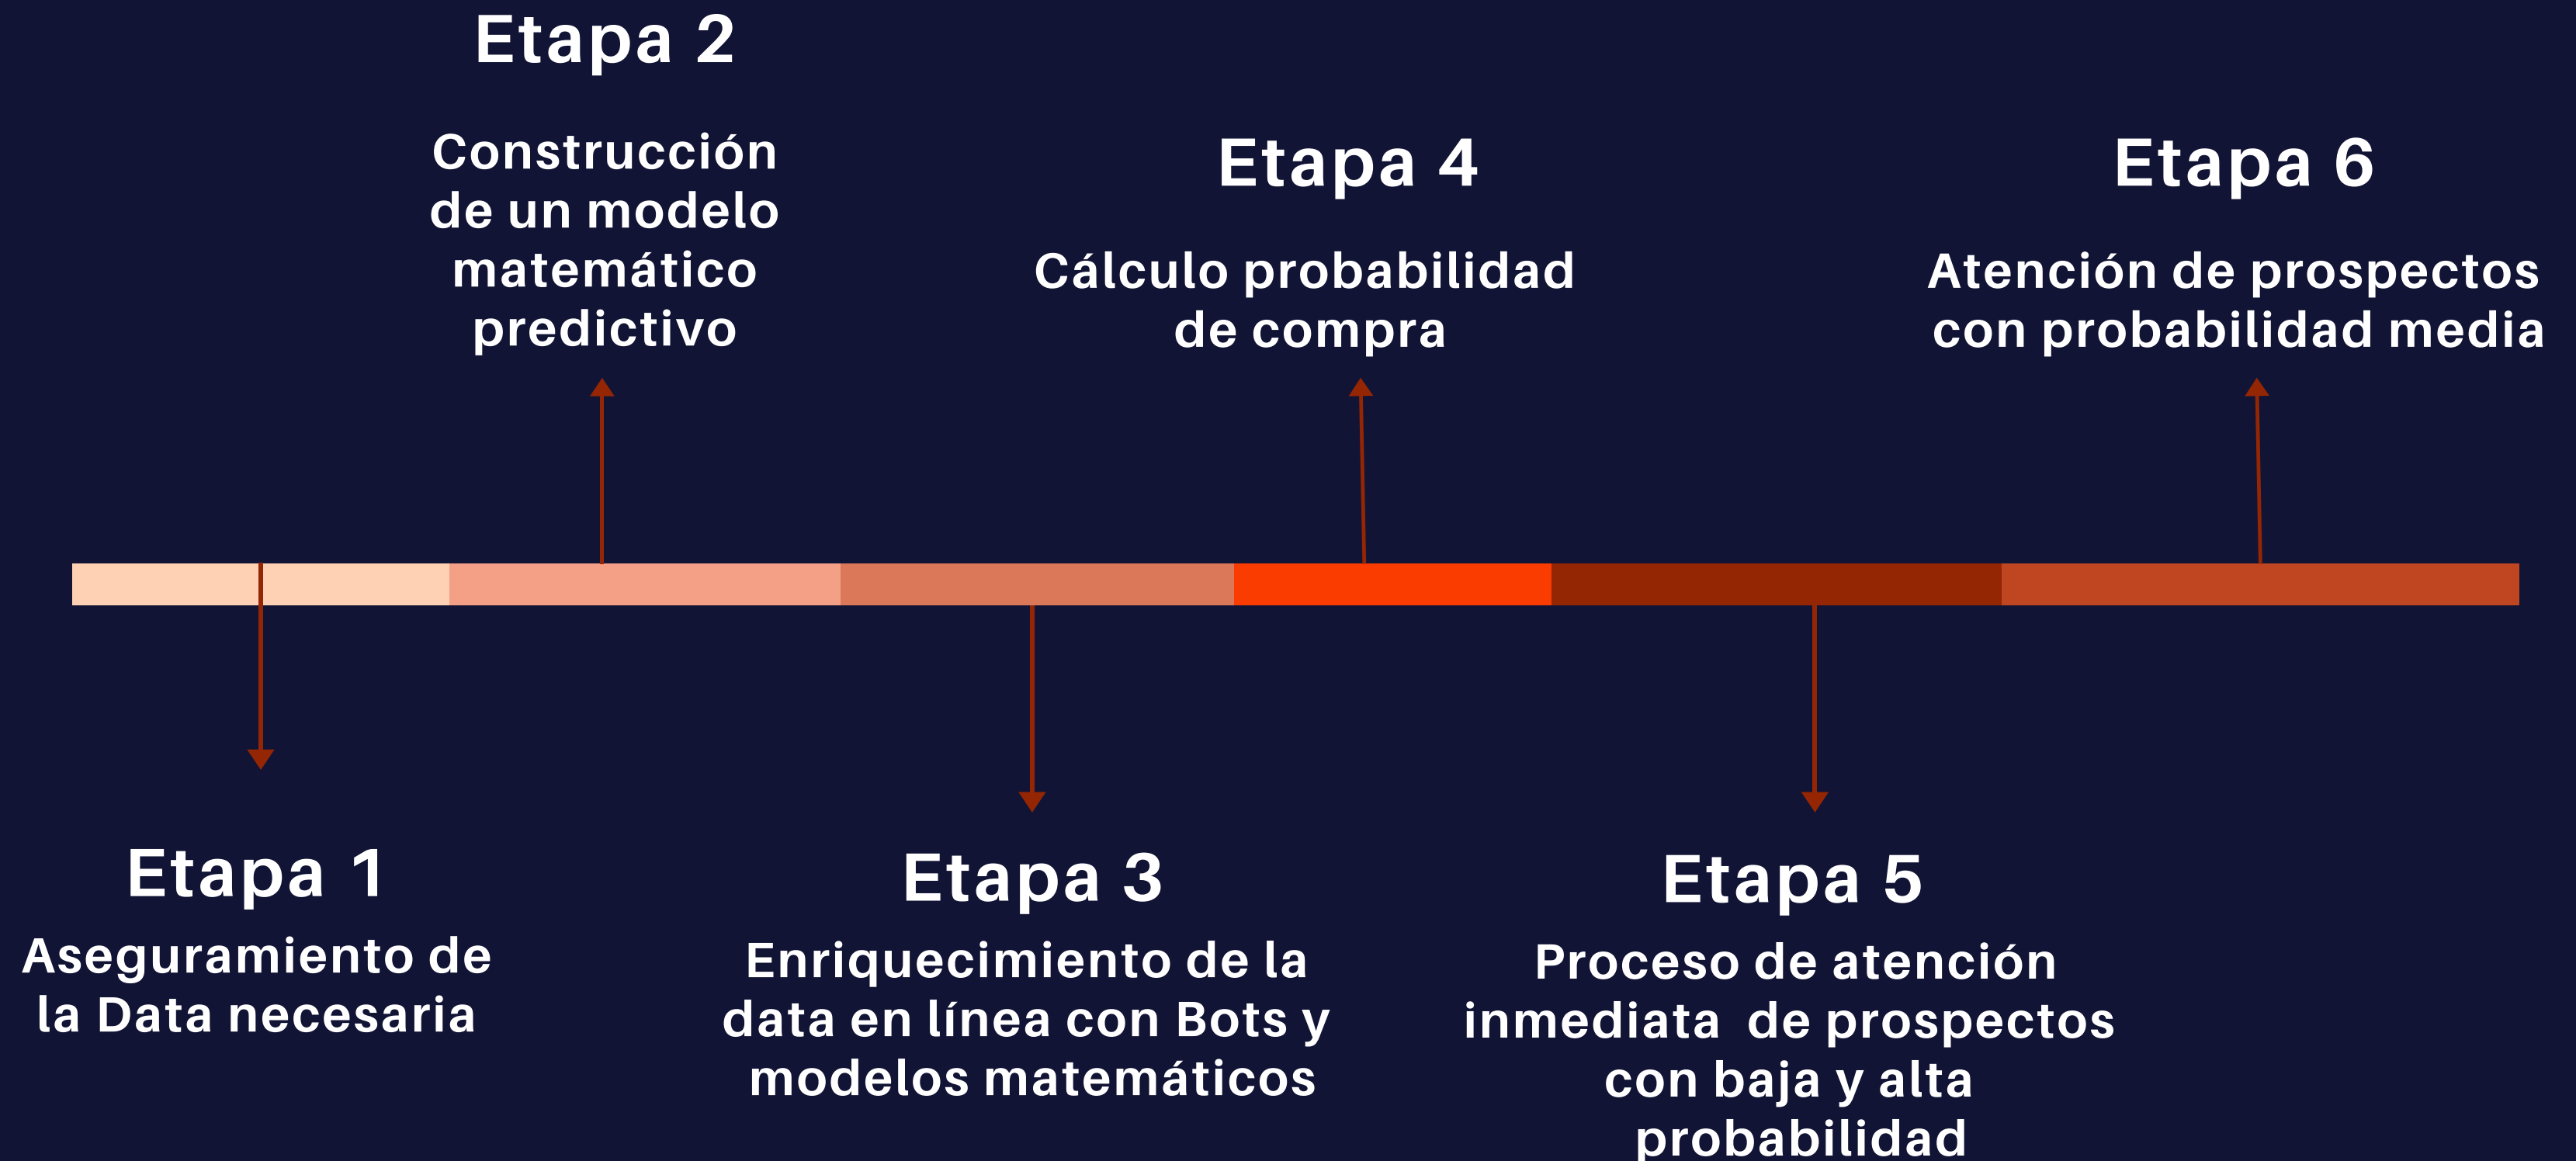 Etapa 2
Construcción
de un modelo
matemático
predictivo
Etapa 4
Cálculo probabilidad
de compra
Etapa 6
Atención de prospectos
con probabilidad media
Etapa 1
Aseguramiento de
la Data necesaria
Etapa 3
Enriquecimiento de la
data en línea con Bots y
modelos matemáticos
Etapa 5
Proceso de atención
inmediata  de prospectos
con baja y alta
probabilidad